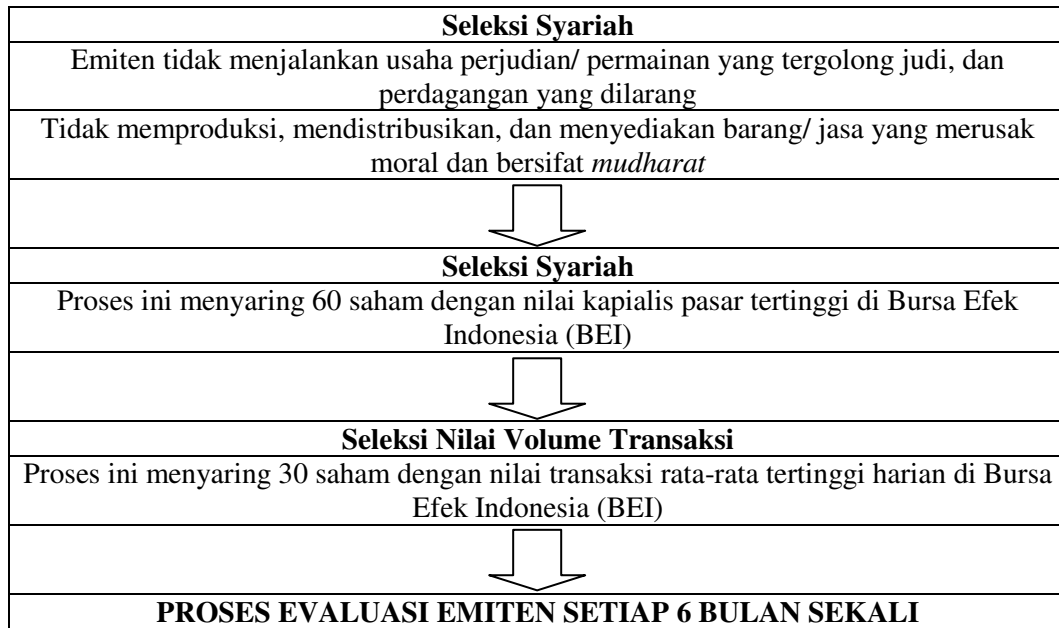 Seleksi Syariah
Emiten tidak menjalankan usaha perjudian/ permainan yang tergolong judi, dan
perdagangan yang dilarang
Tidak memproduksi, mendistribusikan, dan menyediakan barang/ jasa yang merusak
moral dan bersifat mudharat
Seleksi Syariah
Proses ini menyaring 60 saham dengan nilai kapialis pasar tertinggi di Bursa Efek
Indonesia (BEI)
Seleksi Nilai Volume Transaksi
Proses ini menyaring 30 saham dengan nilai transaksi rata-rata tertinggi harian di Bursa
Efek Indonesia (BEI)
PROSES EVALUASI EMITEN SETIAP 6 BULAN SEKALI